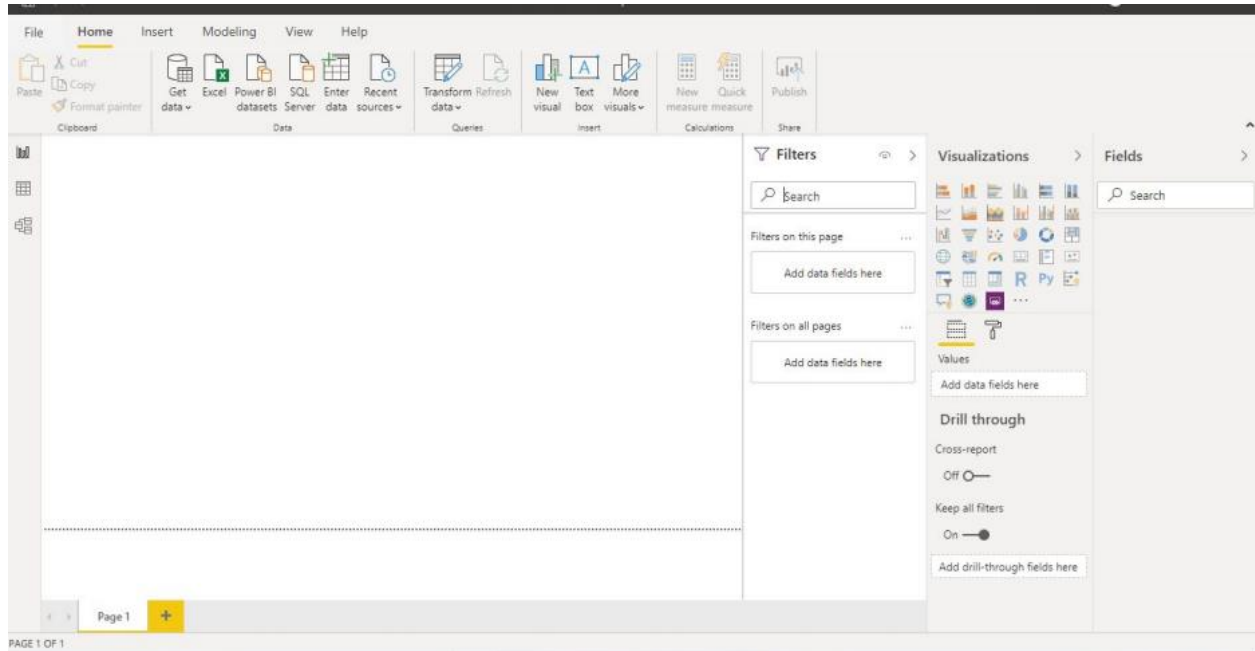 File Home Insert Modeling View Help
Paste
Cut
Copy
Format painter
Clipboard
Get data
Excel
Power BI datasets
SQL Server
Enter data
Recent sources
Data
Transform data
Refresh
Queries
New visual
Text box
More visuals
Insert
New measure
Quick measure
Calculations
Publish
Share
Filters
Search
Filters on this page ...
Add data fields here
Filters on all pages ...
Add data fields here
Visualizations
R Py
...
Values
Add data fields here
Drill through
Cross-report
Off
Keep all filters
On
Add drill-through fields here
Fields
Search
Page 1 +
PAGE 1 OF 1